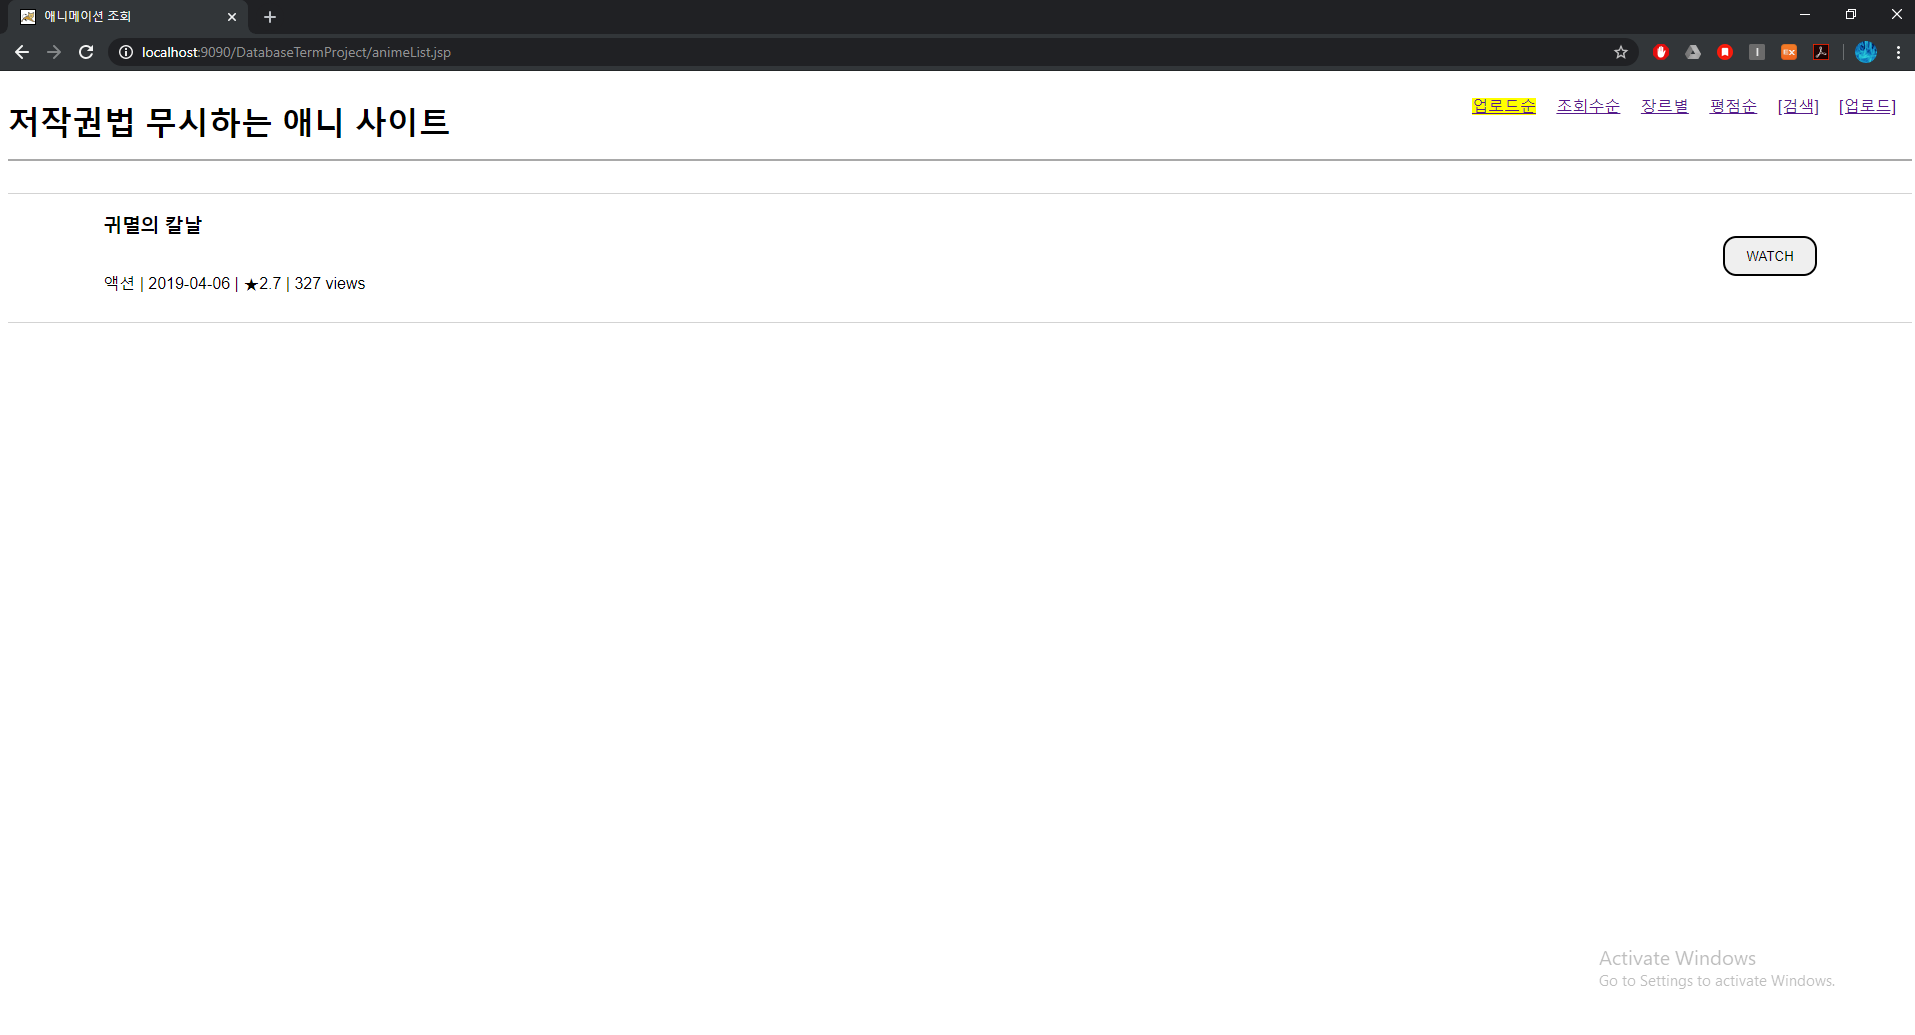 애니메이션 조회
localhost:9090/DatabaseTermProject/animeList.jsp
저작권법 무시하는 애니 사이트
업로드순 조회수순 장르별 평점순 [검색] [업로드]
귀멸의 칼날
WATCH
액션 | 2019-04-06 | ★2.7 | 327 views
Activate Windows
Go to Settings to activate Windows.